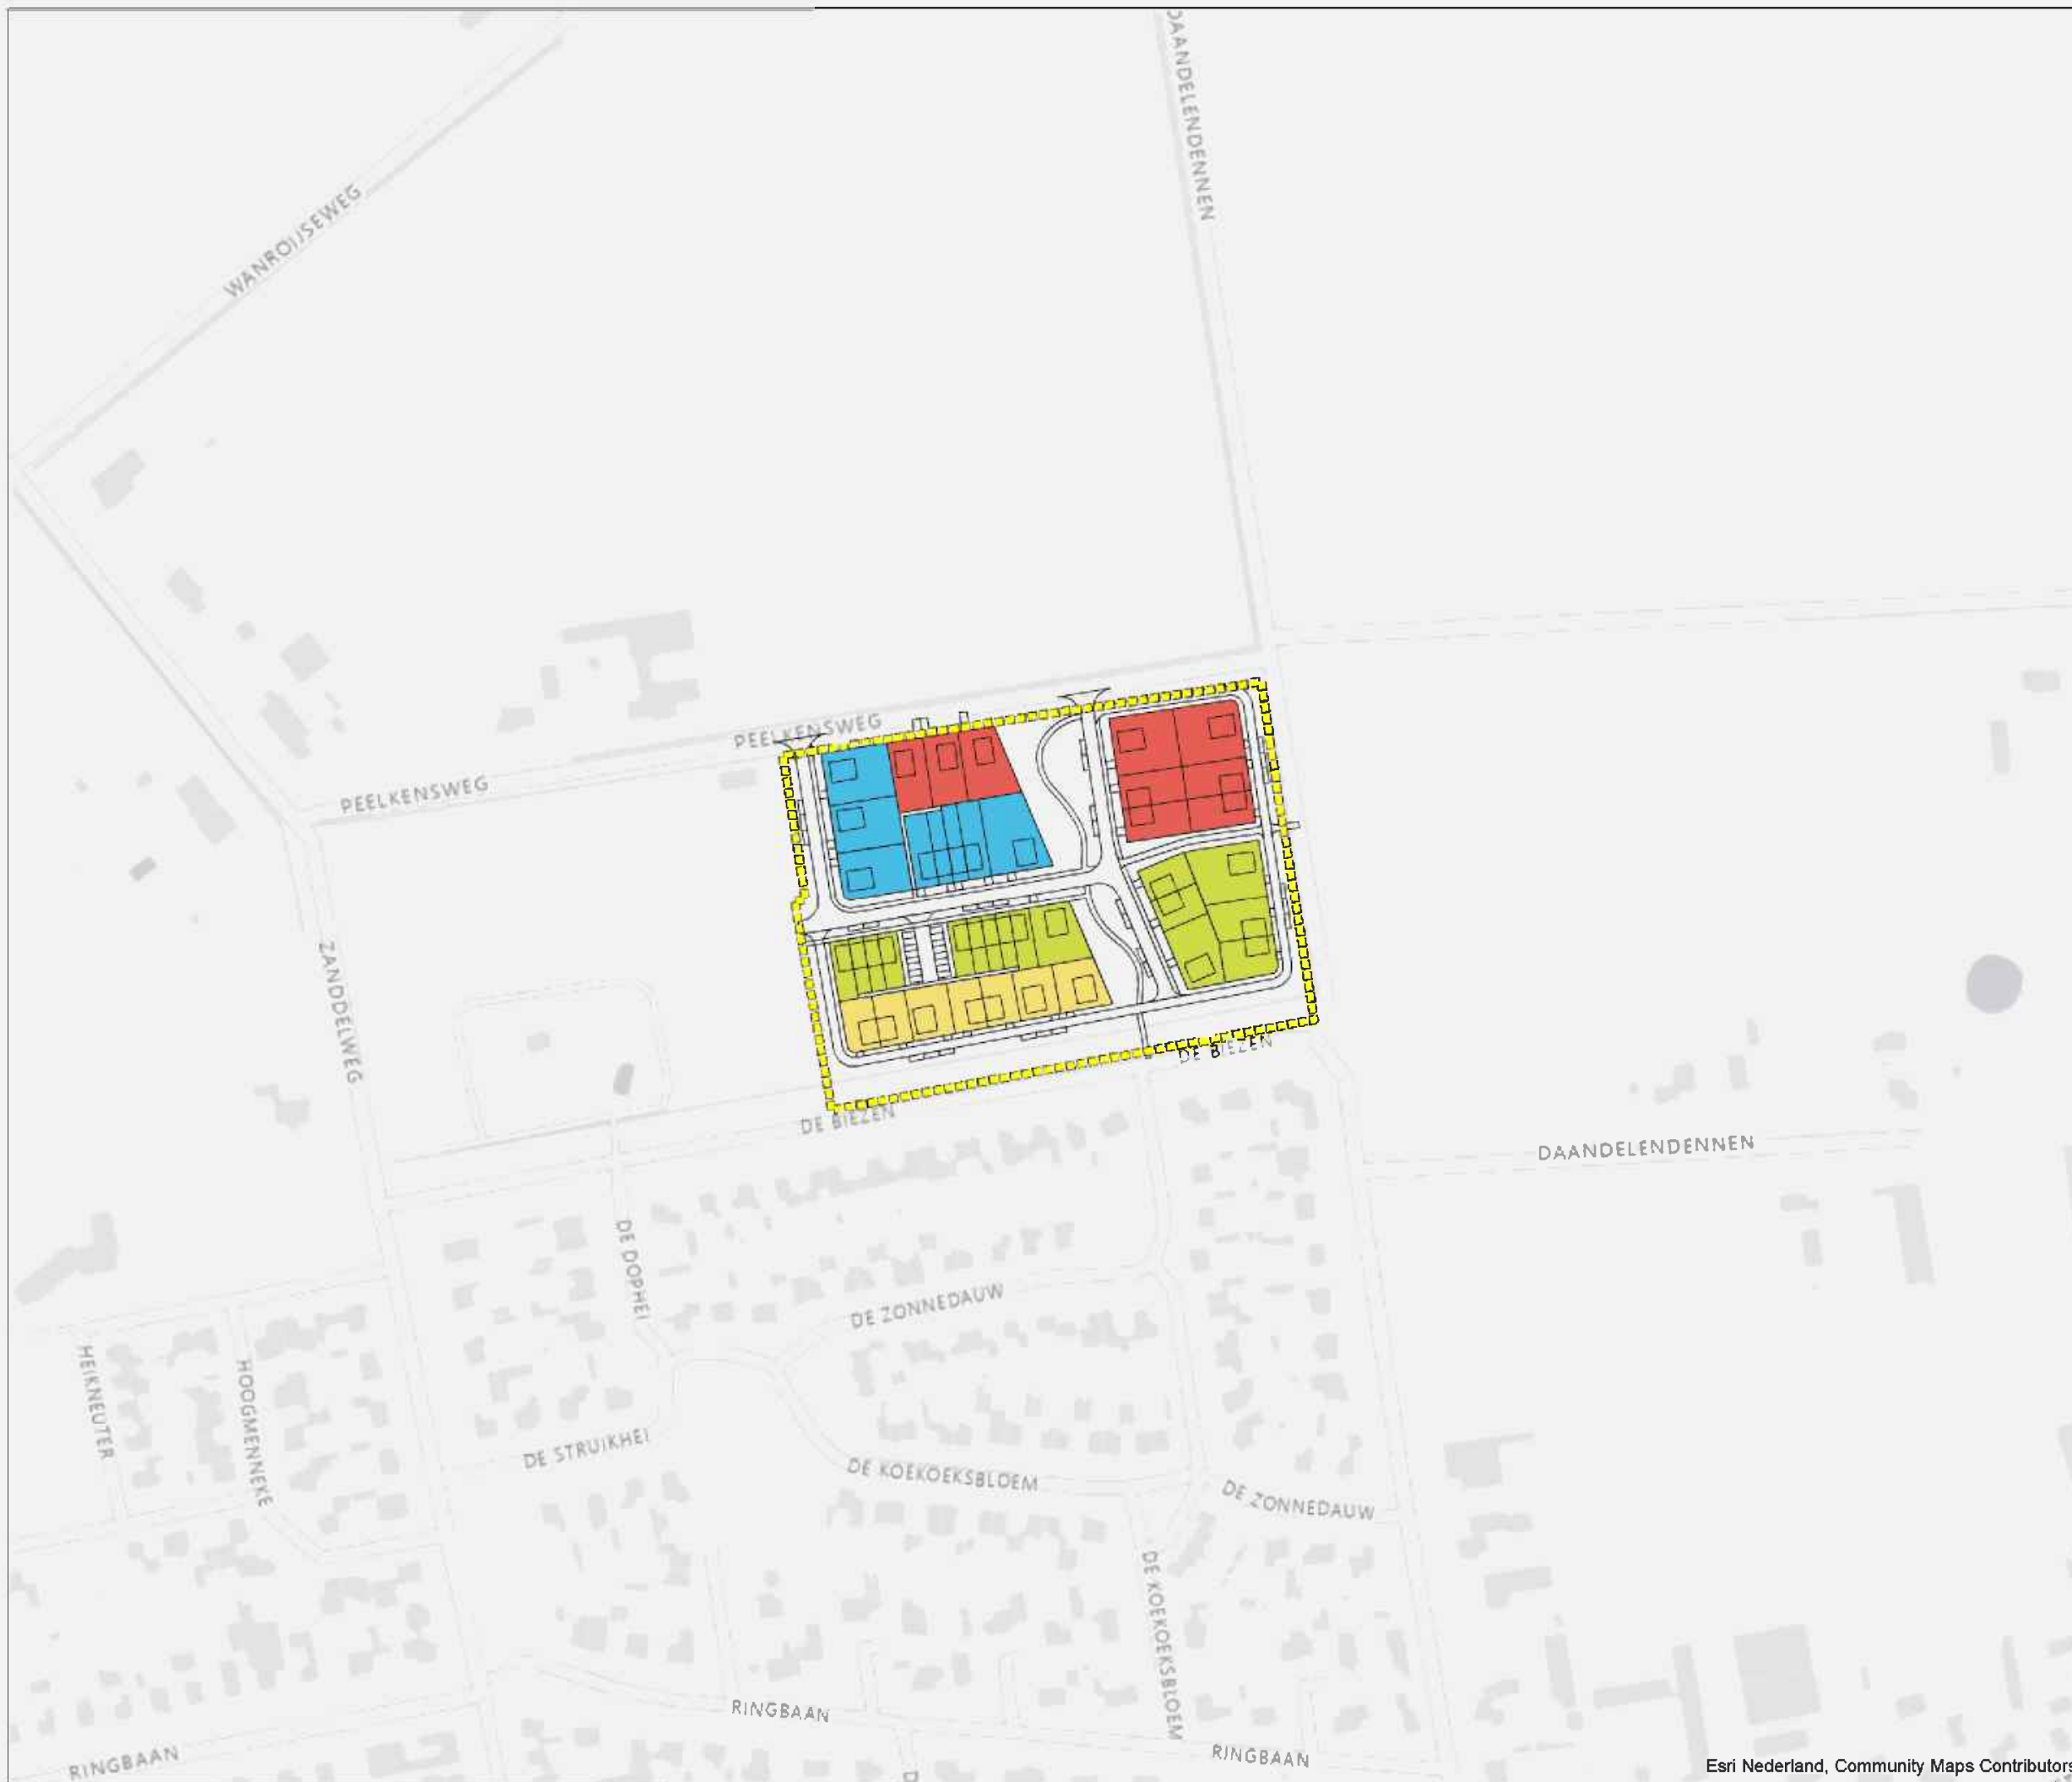 DAANDELENDENNEN
WANROIJSEWEG
PEELKENSWEG
PEELKENSWEG
ZANDDELWEG
DE BIEZEN
DE BIEZEN
DAANDELENDENNEN
DE DOPHEI
DE ZONNEDAUW
HEIKNEUTER
HOOGMENNEKE
DE STRUIKHEI
DE KOEKOEKSBLOEM
DE ZONNEDAUW
DE KOEKOEKSBLOEM
RINGBAAN
RINGBAAN
RINGBAAN
D
Esri Nederland, Community Maps Contributors